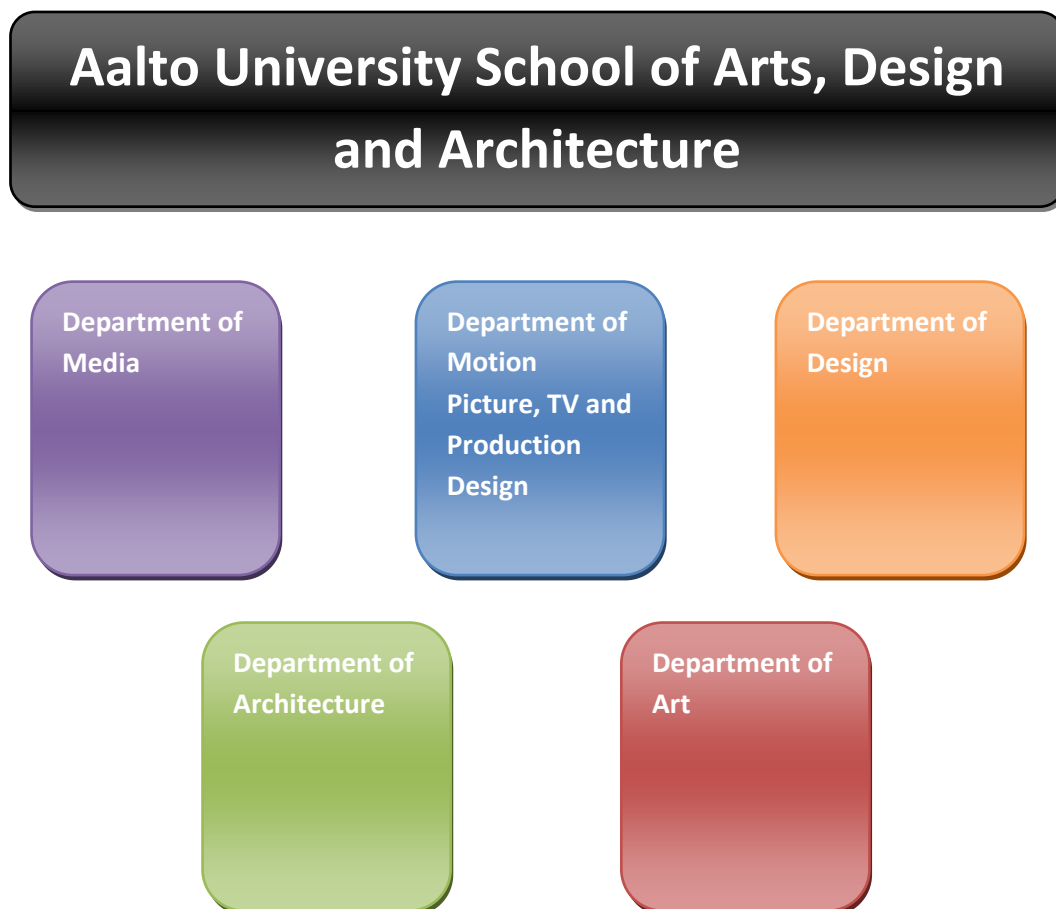 Aalto University School of Arts, Design
and Architecture
Department of
Media
Department of
Motion
Picture, TV and
Production
Design
Department of
Design
Department of
Architecture
Department of
Art